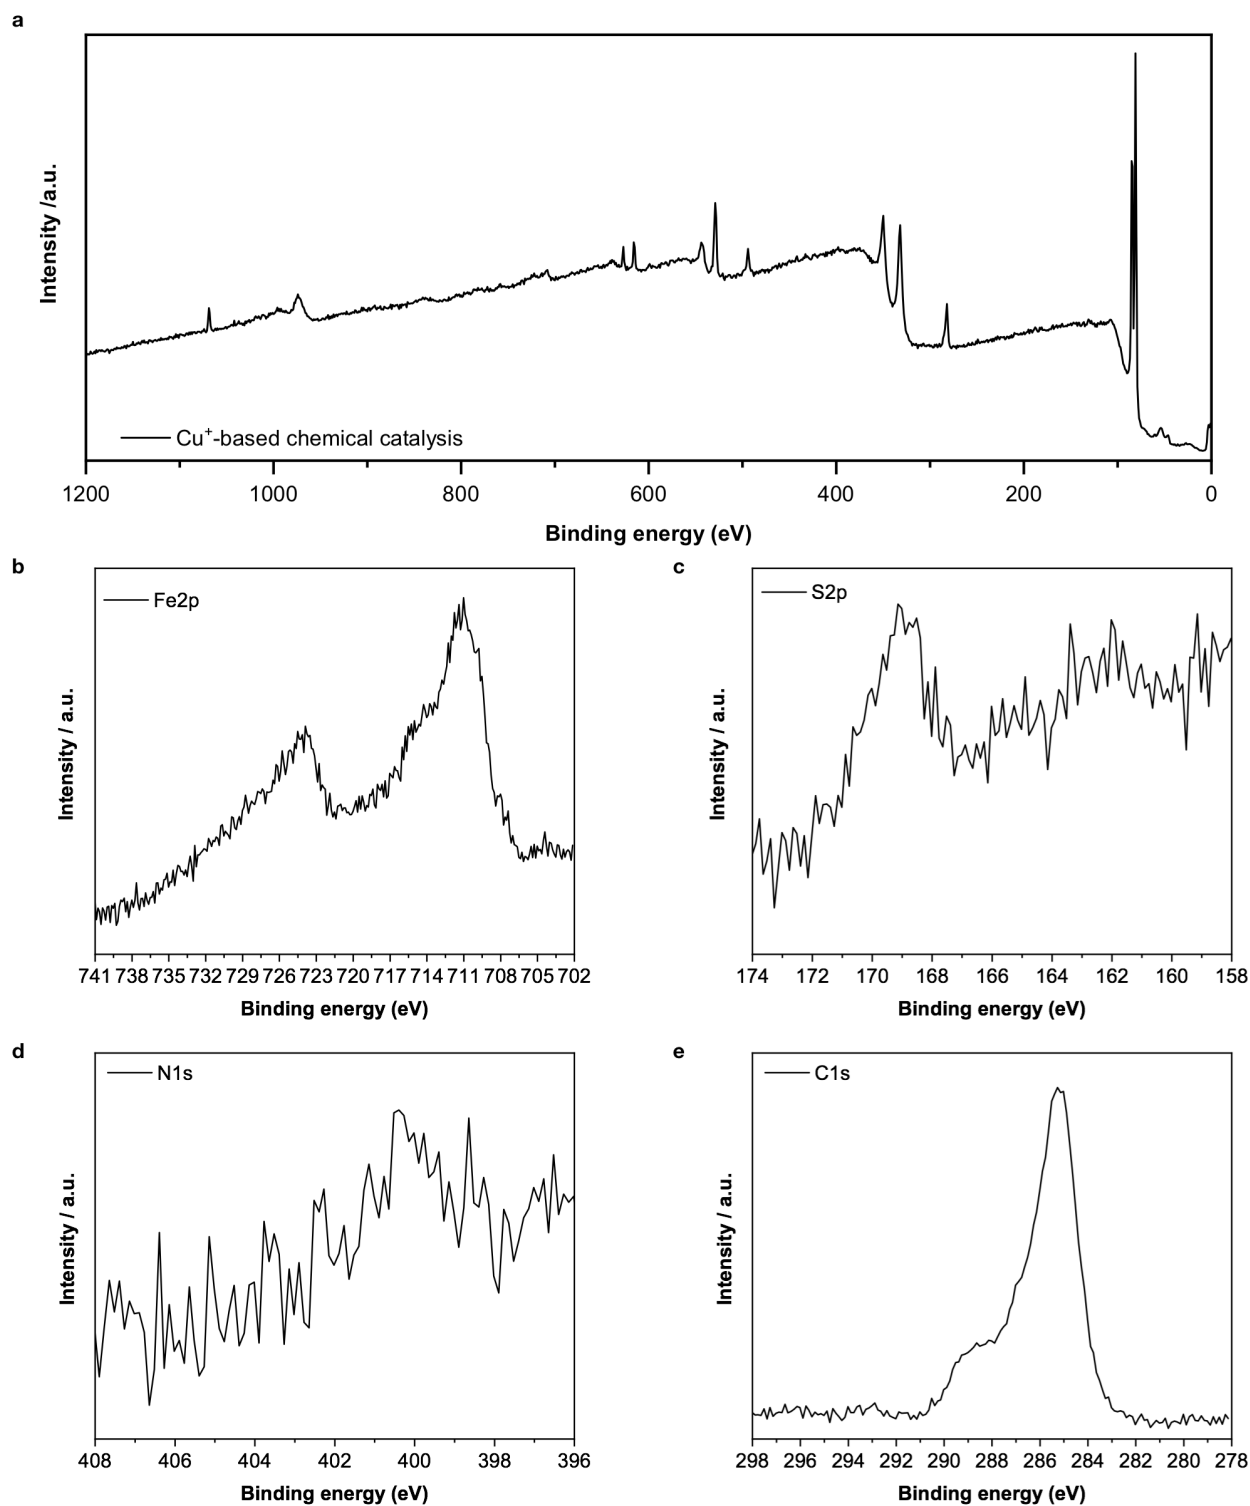 a
Intensity /a.u.
Cu⁺-based chemical catalysis
1200 1000 800 600 400 200 0
Binding energy (eV)
b
Fe2p
Intensity / a.u.
741 738 735 732 729 726 723 720 717 714 711 708 705 702
Binding energy (eV)
c
S2p
Intensity / a.u.
174 172 170 168 166 164 162 160 158
Binding energy (eV)
d
N1s
Intensity / a.u.
408 406 404 402 400 398 396
Binding energy (eV)
e
C1s
Intensity / a.u.
298 296 294 292 290 288 286 284 282 280 278
Binding energy (eV)